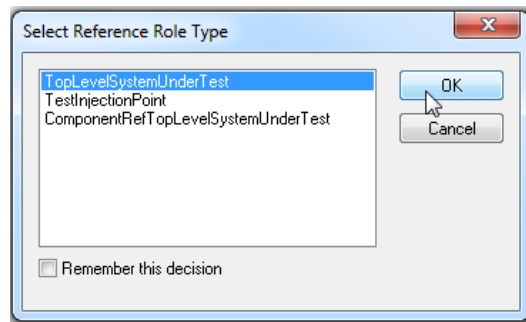 Select Reference Role Type
TopLevelSystemUnderTest
TestInjectionPoint
ComponentRefTopLevelSystemUnderTest
OK
Cancel
Remember this decision